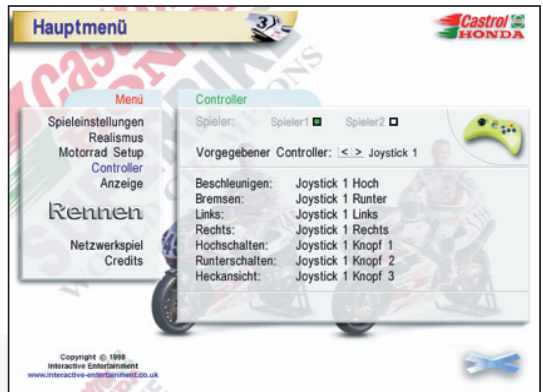 Hauptmenü
3
Castrol
HONDA
Menü
Spieleinstellungen
Realismus
Motorrad Setup
Controller
Anzeige
Rennen
Netzwerkspiel
Credits
Controller
Spieler: Spieler1 Spieler2
Vorgegebener Controller: < > Joystick 1
Beschleunigen: Joystick 1 Hoch
Bremsen: Joystick 1 Runter
Links: Joystick 1 Links
Rechts: Joystick 1 Rechts
Hochschalten: Joystick 1 Knopf 1
Runterschalten: Joystick 1 Knopf 2
Heckansicht: Joystick 1 Knopf 3
Copyright © 1998
Interactive Entertainment
www.interactive-entertainment.co.uk